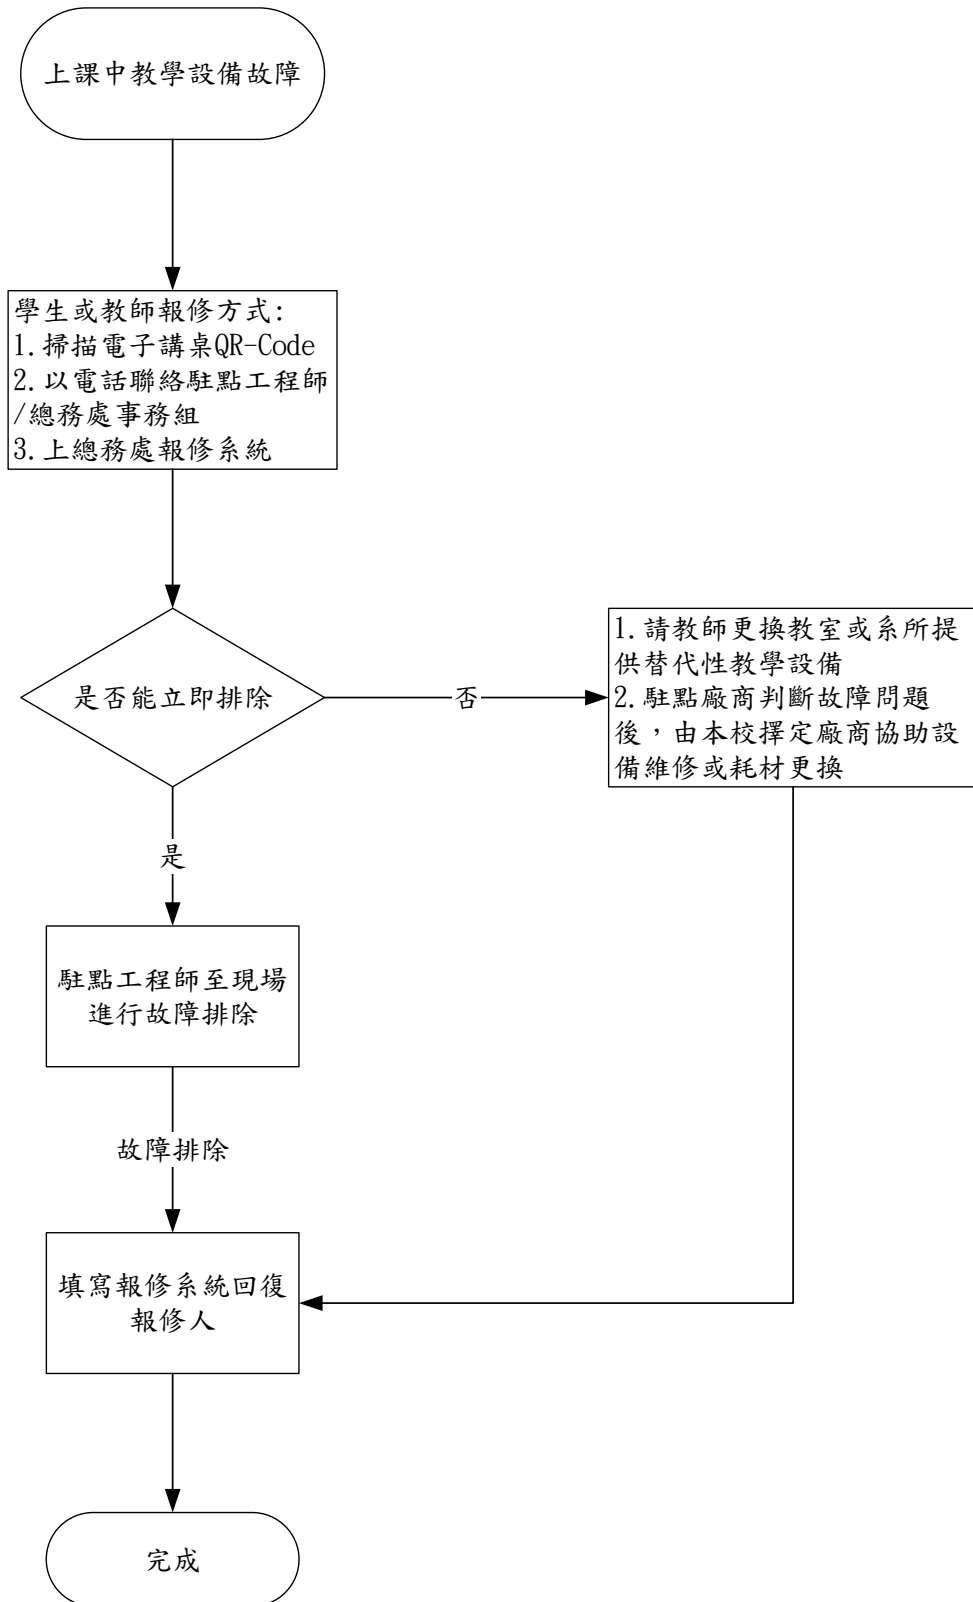 上課中教學設備故障
學生或教師報修方式:
1.掃描電子講桌QR-Code
2.以電話聯絡駐點工程師
/總務處事務組
3.上總務處報修系統
是否能立即排除
否
1.請教師更換教室或系所提
供替代性教學設備
2.駐點廠商判斷故障問題
後，由本校擇定廠商協助設
備維修或耗材更換
是
駐點工程師至現場
進行故障排除
故障排除
填寫報修系統回復
報修人
完成